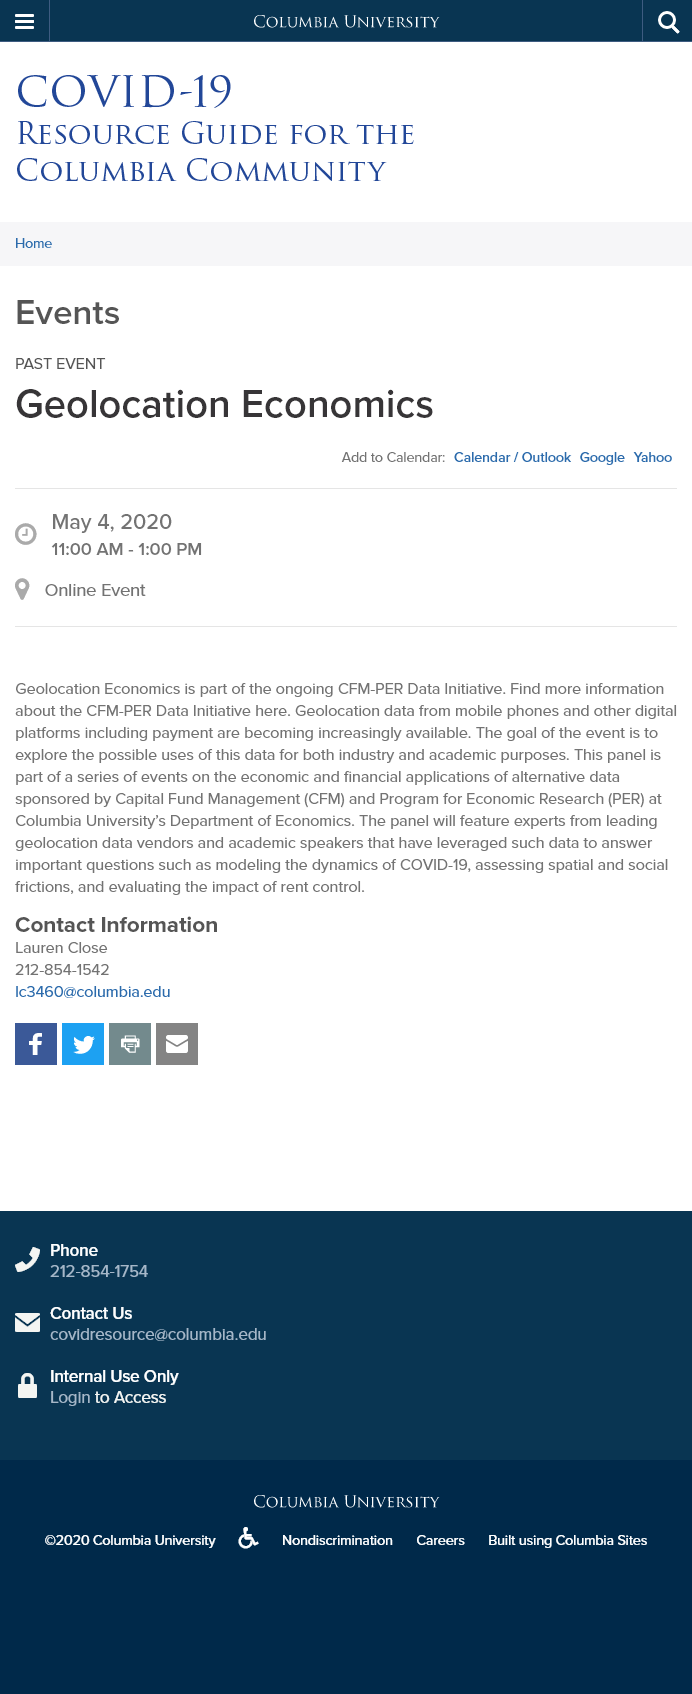 Columbia University
COVID-19
Resource Guide for the
Columbia Community
Home
Events
PAST EVENT
Geolocation Economics
Add to Calendar: Calendar / Outlook Google Yahoo
May 4, 2020
11:00 AM - 1:00 PM
Online Event
Geolocation Economics is part of the ongoing CFM-PER Data Initiative. Find more information
about the CFM-PER Data Initiative here. Geolocation data from mobile phones and other digital
platforms including payment are becoming increasingly available. The goal of the event is to
explore the possible uses of this data for both industry and academic purposes. This panel is
part of a series of events on the economic and financial applications of alternative data
sponsored by Capital Fund Management (CFM) and Program for Economic Research (PER) at
Columbia University’s Department of Economics. The panel will feature experts from leading
geolocation data vendors and academic speakers that have leveraged such data to answer
important questions such as modeling the dynamics of COVID-19, assessing spatial and social
frictions, and evaluating the impact of rent control.
Contact Information
Lauren Close
212-854-1542
lc3460@columbia.edu
Phone
212-854-1754
Contact Us
covidresource@columbia.edu
Internal Use Only
Login to Access
Columbia University
©2020 Columbia University Nondiscrimination Careers Built using Columbia Sites